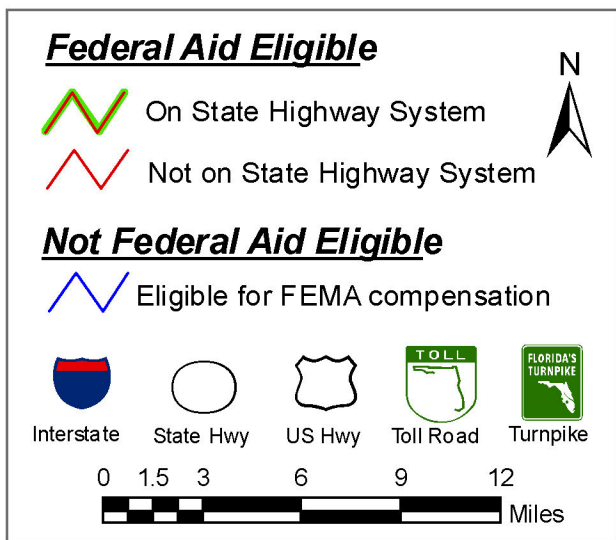 Federal Aid Eligible
N
On State Highway System
Not on State Highway System
Not Federal Aid Eligible
Eligible for FEMA compensation
TOLL
FLORIDA'S
TURNPIKE
Interstate State Hwy US Hwy Toll Road Turnpike
0 1.5 3 6 9 12
Miles